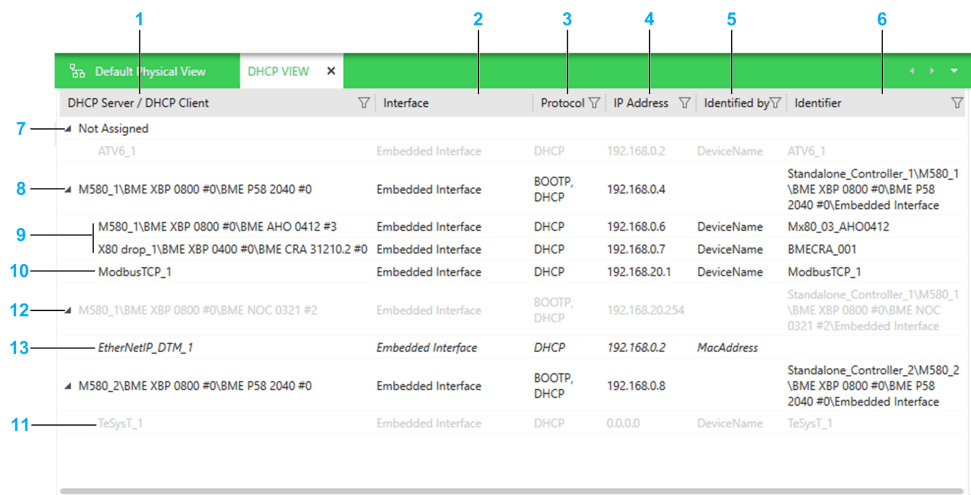 1 2 3 4 5 6
Default Physical View DHCP VIEW ×
DHCP Server / DHCP Client Interface Protocol IP Address Identified by Identifier
7 Not Assigned
ATV6_1 Embedded Interface DHCP 192.168.0.2 DeviceName ATV6_1
8 M580_1\BME XBP 0800 #0\BME P58 2040 #0 Embedded Interface BOOTP, DHCP 192.168.0.4 Standalone_Controller_1\M580_1
\BME XBP 0800 #0\BME P58
2040 #0\Embedded Interface
9 M580_1\BME XBP 0800 #0\BME AHO 0412 #3 Embedded Interface DHCP 192.168.0.6 DeviceName Mx80_03_AHO0412
X80 drop_1\BME XBP 0400 #0\BME CRA 31210.2 #0 Embedded Interface DHCP 192.168.0.7 DeviceName BMECRA_001
10 ModbusTCP_1 Embedded Interface DHCP 192.168.20.1 DeviceName ModbusTCP_1
12 M580_1\BME XBP 0800 #0\BME NOC 0321 #2 Embedded Interface BOOTP, DHCP 192.168.20.254 Standalone_Controller_1\M580_1
\BME XBP 0800 #0\BME NOC
0321 #2\Embedded Interface
13 EtherNetIP_DTM_1 Embedded Interface DHCP 192.168.0.2 MacAddress
M580_2\BME XBP 0800 #0\BME P58 2040 #0 Embedded Interface BOOTP, DHCP 192.168.0.8 Standalone_Controller_2\M580_2
\BME XBP 0800 #0\BME P58
2040 #0\Embedded Interface
11 TeSysT_1 Embedded Interface DHCP 0.0.0.0 DeviceName TeSysT_1